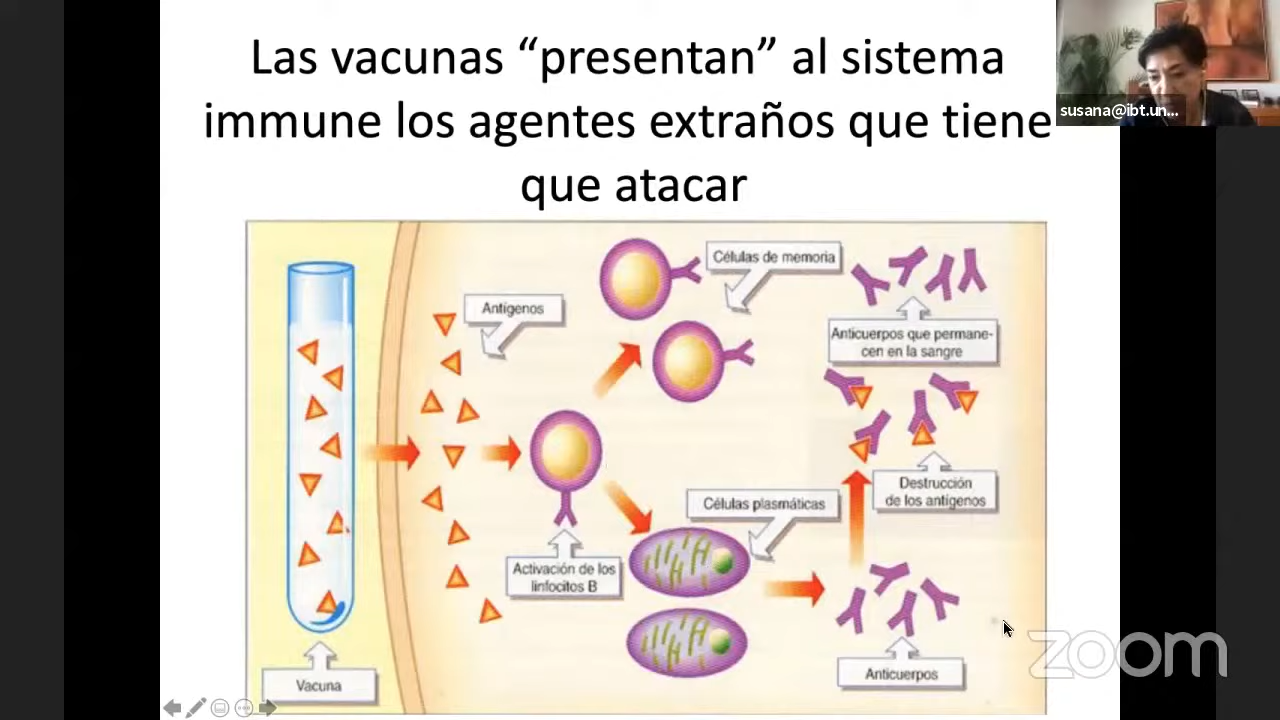 Las vacunas “presentan” al sistema
immune los agentes extraños que tiene
que atacar
susana@ibt.un...
Células de memoria
Antígenos
Anticuerpos que permane-
cen en la sangre
Células plasmáticas
Destrucción
de los antígenos
Activación de los
linfocitos B
Vacuna
Anticuerpos
zoom